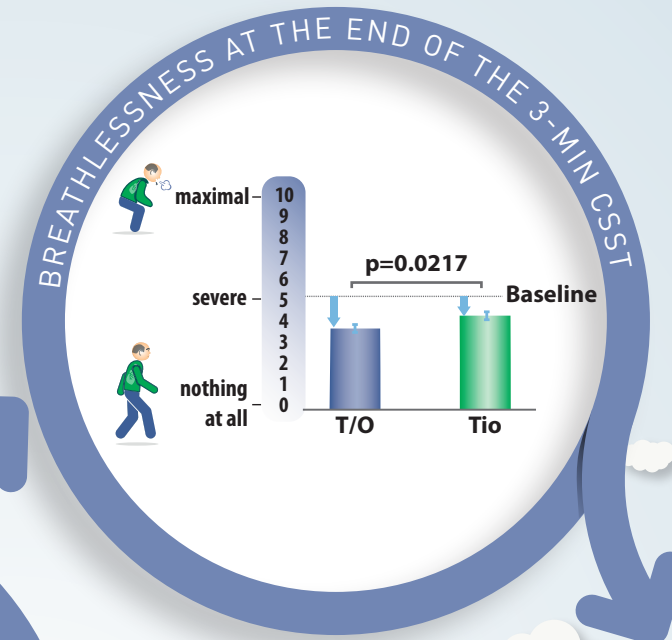 BREATHLESSNESS AT THE END OF THE 3-MIN CSST
maximal
10
9
8
7
6
severe
5
4
3
2
1
nothing
at all
0
p=0.0217
Baseline
T/O
Tio